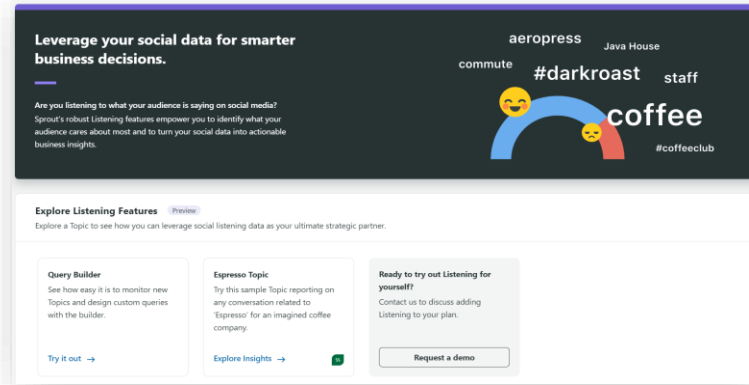 Leverage your social data for smarter
business decisions.
Are you listening to what your audience is saying on social media?
Sprout's robust Listening features empower you to identify what your
audience cares about most and to turn your social data into actionable
business insights.
aeropress
Java House
commute
#darkroast
staff
coffee
#coffeeclub
Explore Listening Features
Preview
Explore a Topic to see how you can leverage social listening data as your ultimate strategic partner.
Query Builder
See how easy it is to monitor new
Topics and design custom queries
with the builder.
Try it out →
Espresso Topic
Try this sample Topic reporting on
any conversation related to
'Espresso' for an imagined coffee
company.
Explore Insights →
Ready to try out Listening for
yourself?
Contact us to discuss adding
Listening to your plan.
Request a demo